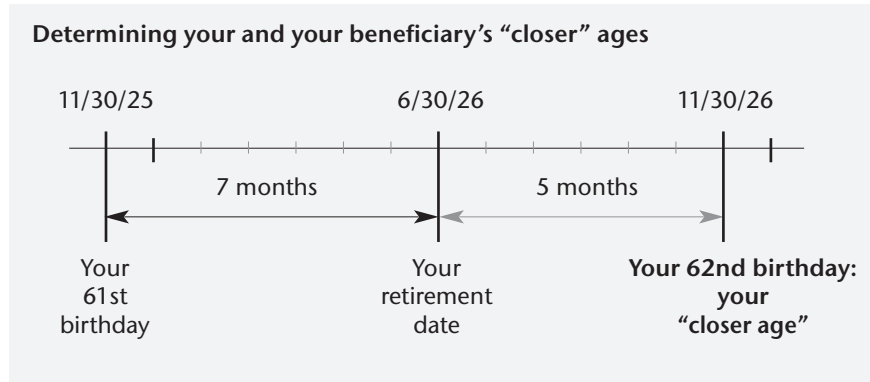 Determining your and your beneficiary’s “closer” ages
11/30/25
6/30/26
11/30/26
7 months
5 months
Your
61st
birthday
Your
retirement
date
Your 62nd birthday:
your
“closer age”